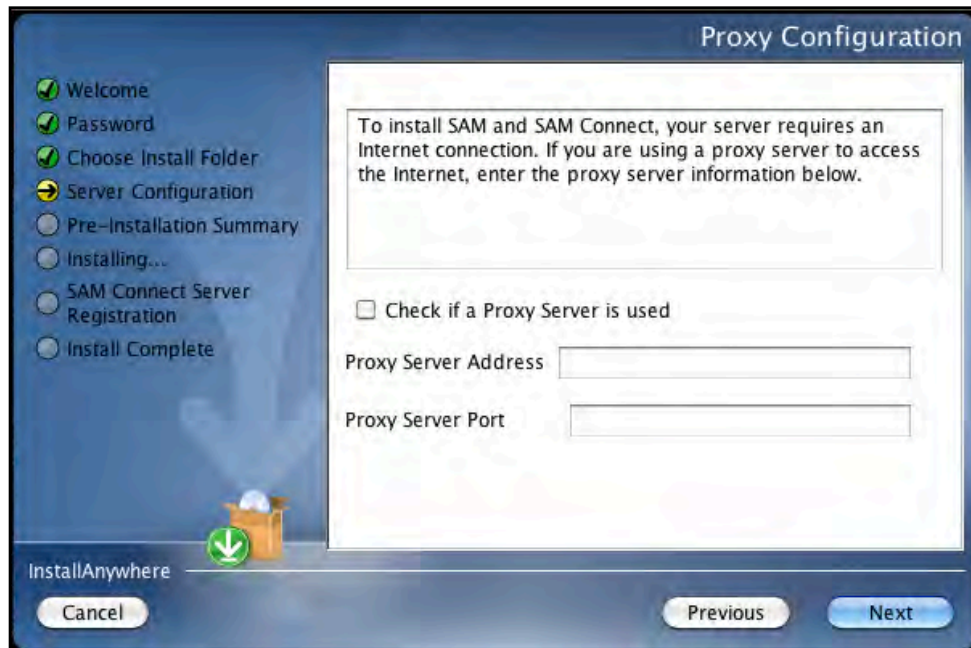 Proxy Configuration
Welcome
Password
Choose Install Folder
Server Configuration
Pre-Installation Summary
Installing...
SAM Connect Server
Registration
Install Complete
To install SAM and SAM Connect, your server requires an
Internet connection. If you are using a proxy server to access
the Internet, enter the proxy server information below.
Check if a Proxy Server is used
Proxy Server Address
Proxy Server Port
InstallAnywhere
Cancel
Previous
Next